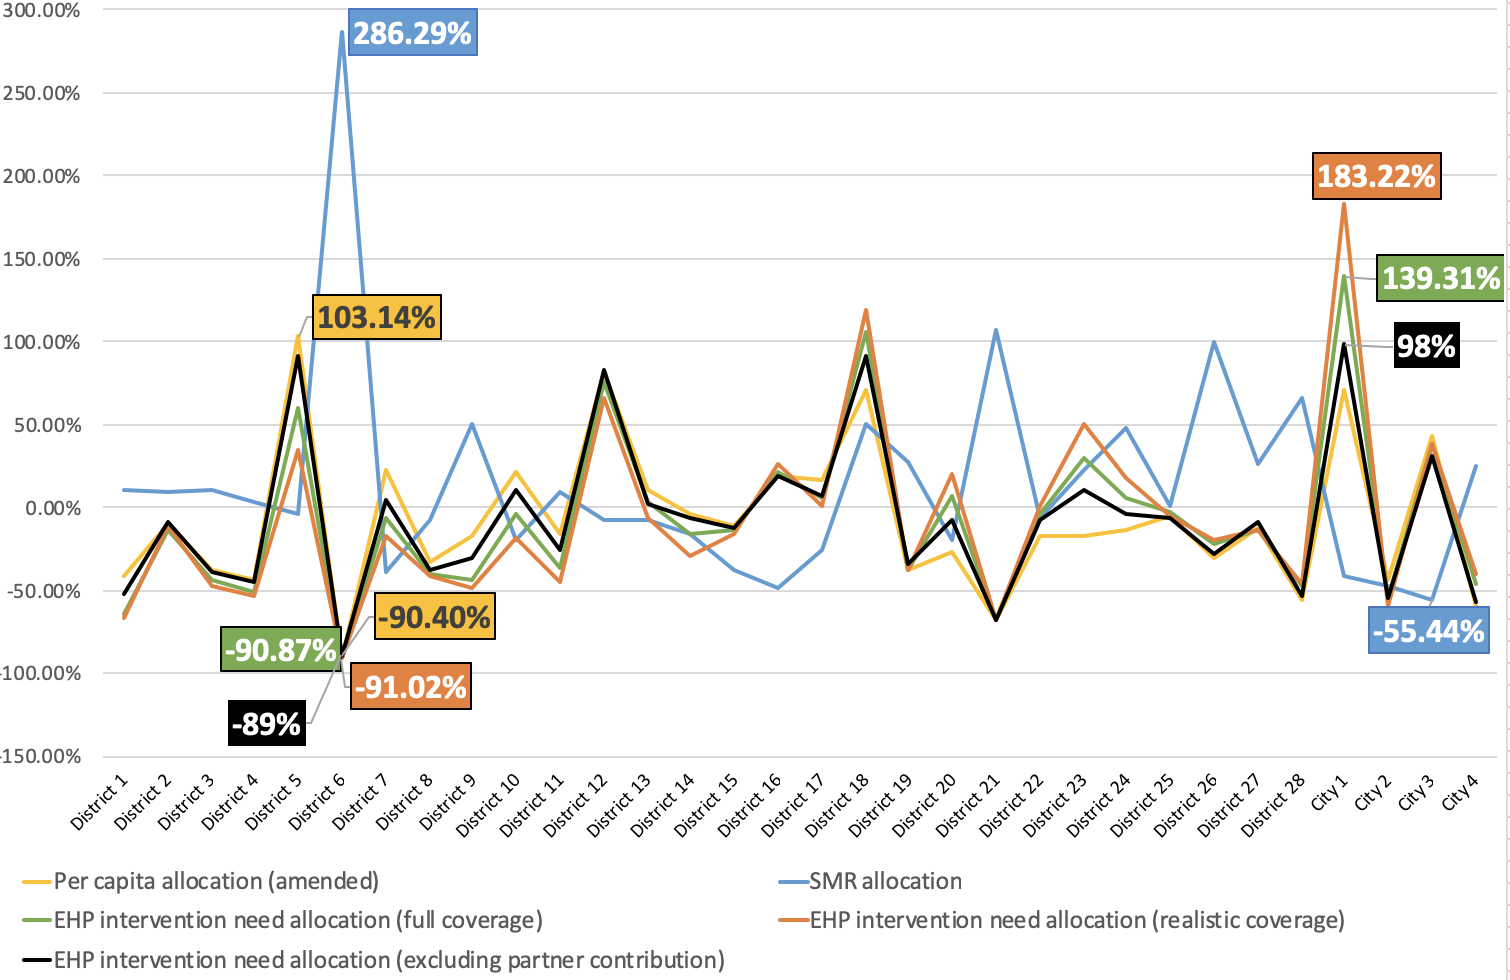 300.00%
286.29%
250.00%
200.00%
183.22%
150.00%
139.31%
103.14%
100.00%
98%
50.00%
0.00%
-50.00%
-90.40%
-55.44%
-90.87%
-100.00%
-91.02%
-89%
-150.00%
District 1
District 2
District 3
District 4
District 5
District 6
District 7
District 8
District 9
District 10
District 11
District 12
District 13
District 14
District 15
District 16
District 17
District 18
District 19
District 20
District 21
District 22
District 23
District 24
District 25
District 26
District 27
District 28
City 1
City 2
City3
City 4
Per capita allocation (amended)
SMR allocation
EHP intervention need allocation (full coverage)
EHP intervention need allocation (realistic coverage)
EHP intervention need allocation (excluding partner contribution)